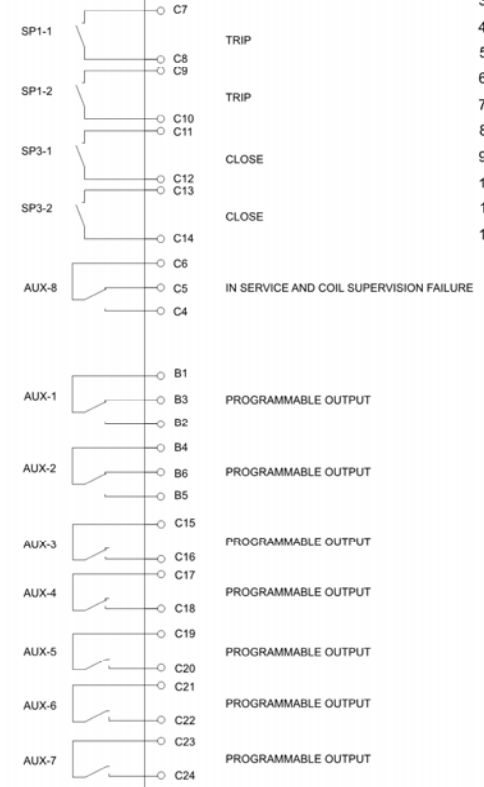 C7
SP1-1
TRIP
C8
C9
SP1-2
TRIP
C10
C11
SP3-1
CLOSE
C12
C13
SP3-2
CLOSE
C14
C6
AUX-8 C5 IN SERVICE AND COIL SUPERVISION FAILURE
C4
B1
AUX-1 B3 PROGRAMMABLE OUTPUT
B2
B4
AUX-2 B6 PROGRAMMABLE OUTPUT
B5
C15
AUX-3 PROGRAMMABLE OUTPUT
C16
C17
AUX-4 PROGRAMMABLE OUTPUT
C18
C19
AUX-5 PROGRAMMABLE OUTPUT
C20
C21
AUX-6 PROGRAMMABLE OUTPUT
C22
C23
AUX-7 PROGRAMMABLE OUTPUT
C24